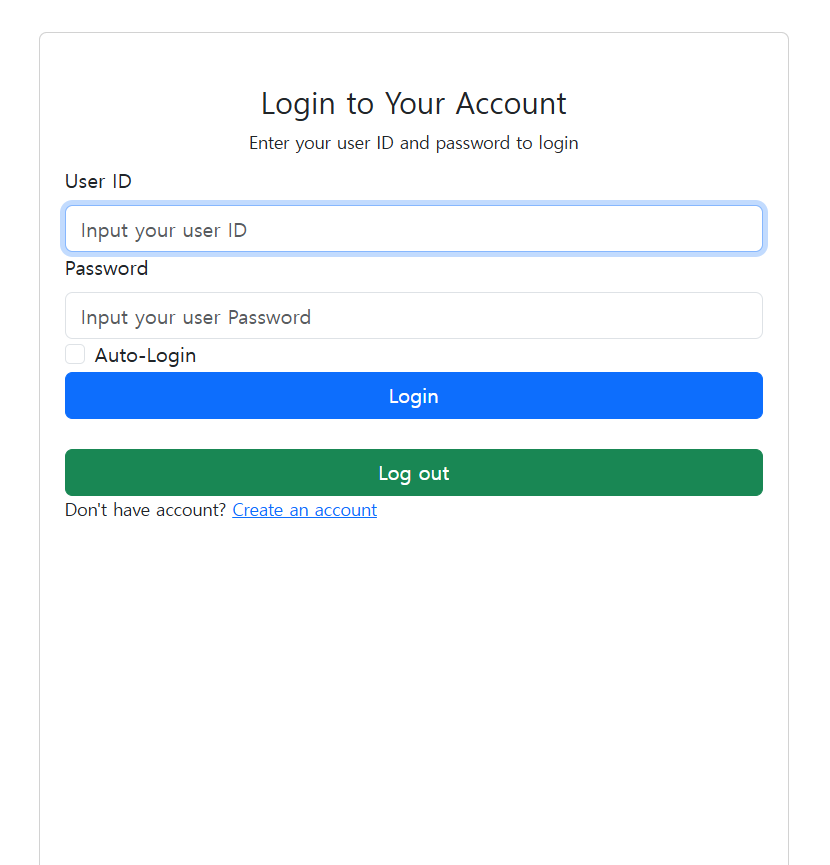 Login to Your Account
Enter your user ID and password to login
User ID
Input your user ID
Password
Input your user Password
Auto-Login
Login
Log out
Don't have account? Create an account